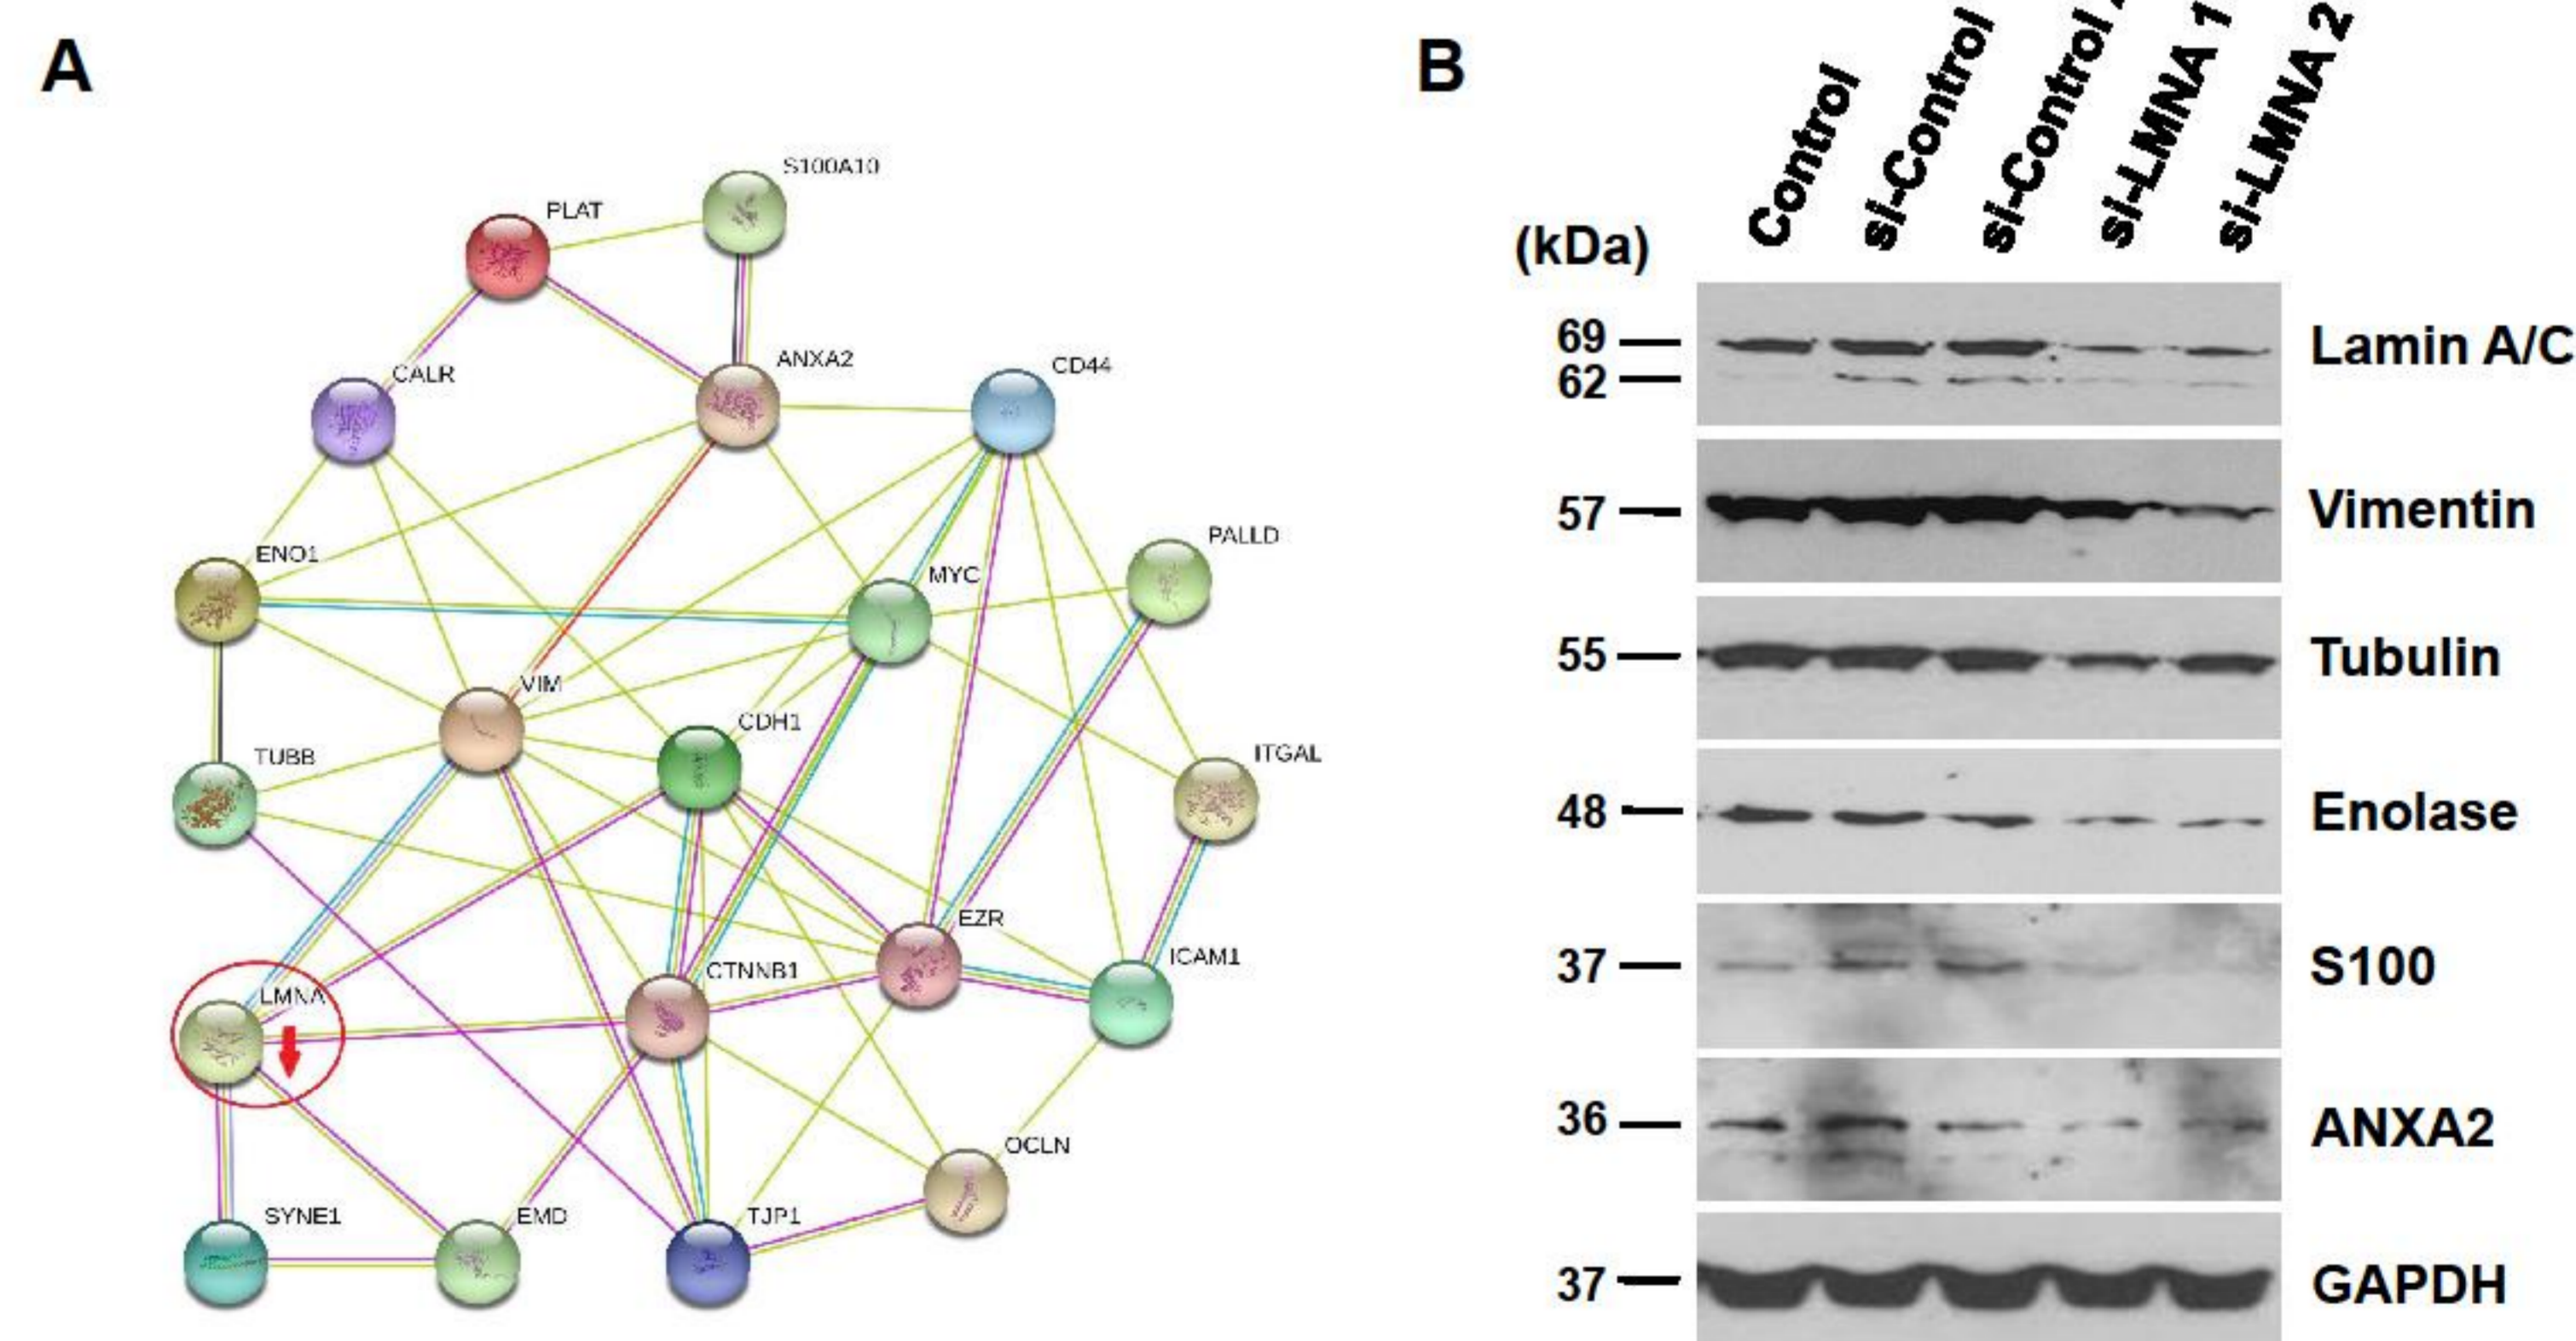 A
S100A10
PLAT
ANXA2
CD44
CALR
PALLD
ENO1
MYC
VIM
CDH1
ITGAL
TUBB
EZR
ICAM1
CTNNB1
LMNA
OCLN
SYNE1
EMD
TJP1
B
Control
si-Control
si-Control
si-LMNA 1
si-LMNA 2
(kDa)
69
62
Lamin A/C
57
Vimentin
55
Tubulin
48
Enolase
37
S100
36
ANXA2
37
GAPDH